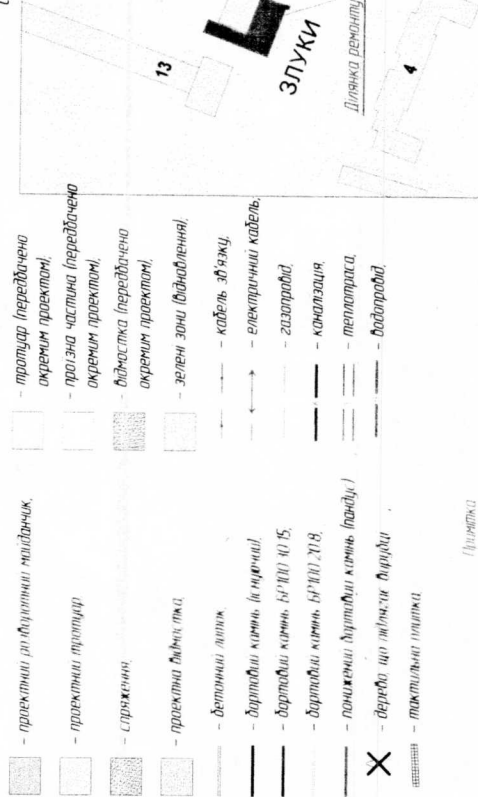 - проектний розворотний майданчик.
- проектний тротуар
- спряження.
- проектна відмостка.
- бетонний лоток.
- бортовий камінь (існуючий).
- бортовий камінь БР100
- бортовий камінь БР100.20.8.
- понижений бортовий камінь (пандус)
- дерево, що підлягає вирубці
- тактильна плитка.
- тротуар (передбачено
окремим проектом).
- проїзна частина (передбачено
окремим проектом).
- відмостка (передбачено
окремим проектом).
- зелені зони (відновлення).
- кабель зв'язку.
- електричний кабель.
- газопровід.
- каналізація.
- теплотраса.
- водопровід.
Примітка
13
ЗЛУКИ
Ділянка ремонту
4